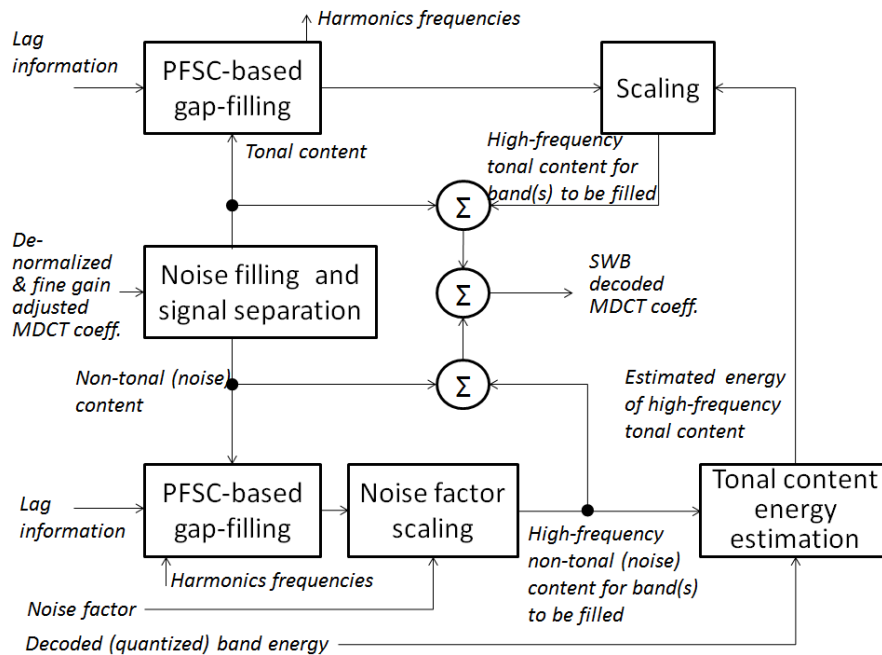 Harmonics frequencies
Lag
information
PFSC-based
gap-filling
Scaling
Tonal content
High-frequency
tonal content for
band(s) to be filled
Σ
De-
normalized
& fine gain
adjusted
MDCT coeff.
Noise filling and
signal separation
Σ
SWB
decoded
MDCT coeff.
Non-tonal (noise)
content
Σ
Estimated energy
of high-frequency
tonal content
Lag
information
PFSC-based
gap-filling
Noise factor
scaling
Tonal content
energy
estimation
High-frequency
non-tonal (noise)
content for band(s)
to be filled
Harmonics frequencies
Noise factor
Decoded (quantized) band energy